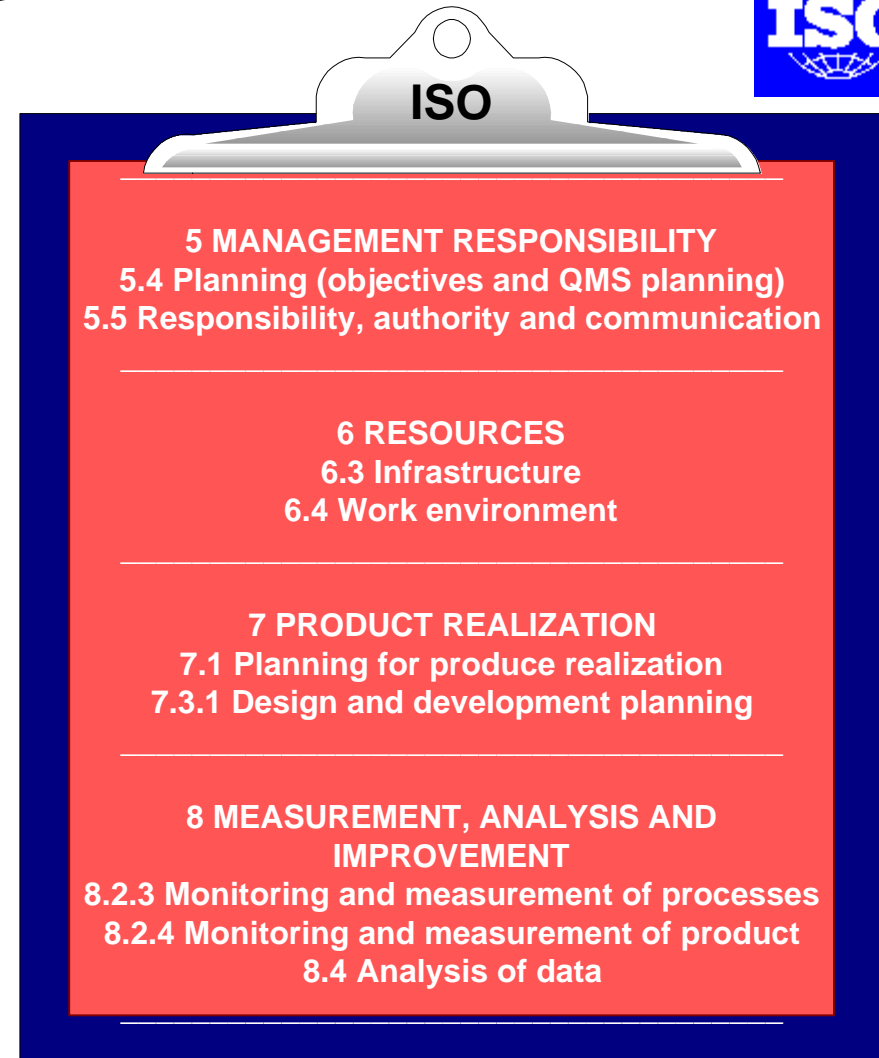 ISO
ISO
5 MANAGEMENT RESPONSIBILITY
5.4 Planning (objectives and QMS planning)
5.5 Responsibility, authority and communication
6 RESOURCES
6.3 Infrastructure
6.4 Work environment
7 PRODUCT REALIZATION
7.1 Planning for produce realization
7.3.1 Design and development planning
8 MEASUREMENT, ANALYSIS AND
IMPROVEMENT
8.2.3 Monitoring and measurement of processes
8.2.4 Monitoring and measurement of product
8.4 Analysis of data